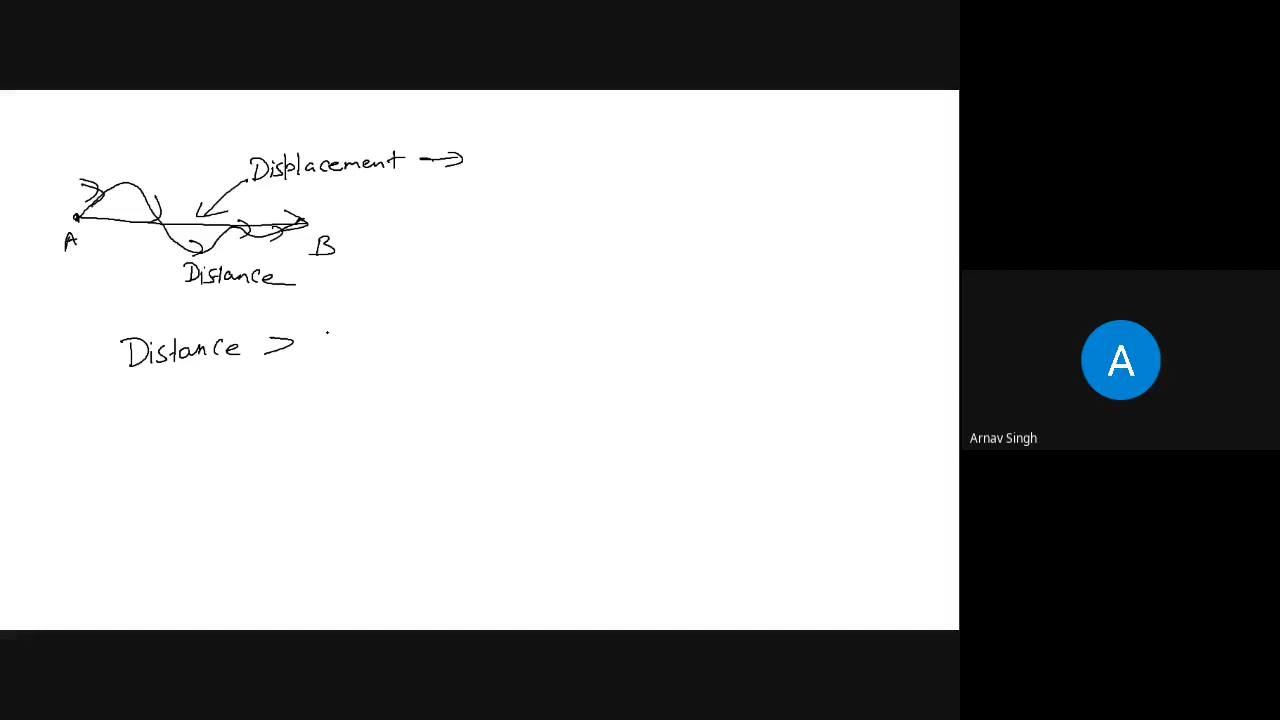 Displacement →
A
B
Distance
Distance >
A
Arnav Singh